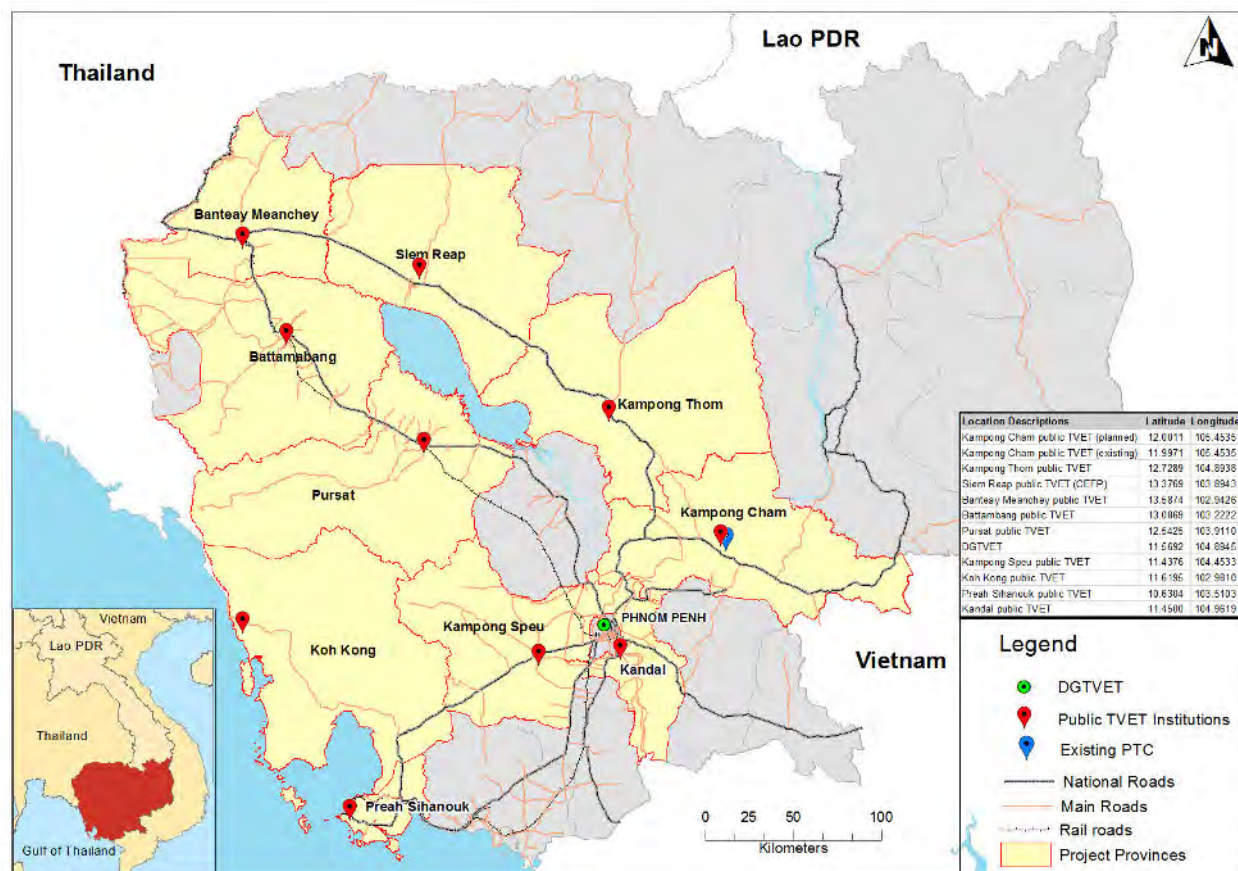 Lao PDR
N
Thailand
Banteay Meanchey
Siem Reap
Battamabang
Kampong Thom
Pursat
Kampong Cham
PHNOM PENH
Kampong Speu
Koh Kong
Kandal
Vietnam
Preah Sihanouk
Location Descriptions Latitude Longitude
Kampong Cham public TVET (planned) 12.0011 105.4535
Kampong Cham public TVET (existing) 11.9971 105.4535
Kampong Thom public TVET 12.7289 104.8938
Siem Reap public TVET (CEFP) 13.3769 103.8943
Banteay Meanchey public TVET 13.5874 102.9426
Battambang public TVET 13.0869 103.2222
Pursat public TVET 12.5425 103.9110
DGTVET 11.5692 104.8945
Kampong Speu public TVET 11.4376 104.4533
Koh Kong public TVET 11.6195 102.9810
Preah Sihanouk public TVET 10.6304 103.5103
Kandal public TVET 11.4500 104.9619
Legend
DGTVET
Public TVET Institutions
Existing PTC
National Roads
Main Roads
Rail roads
Project Provinces
0 25 50 100
Kilometers
Vietnam
Lao PDR
Thailand
Gulf of Thailand